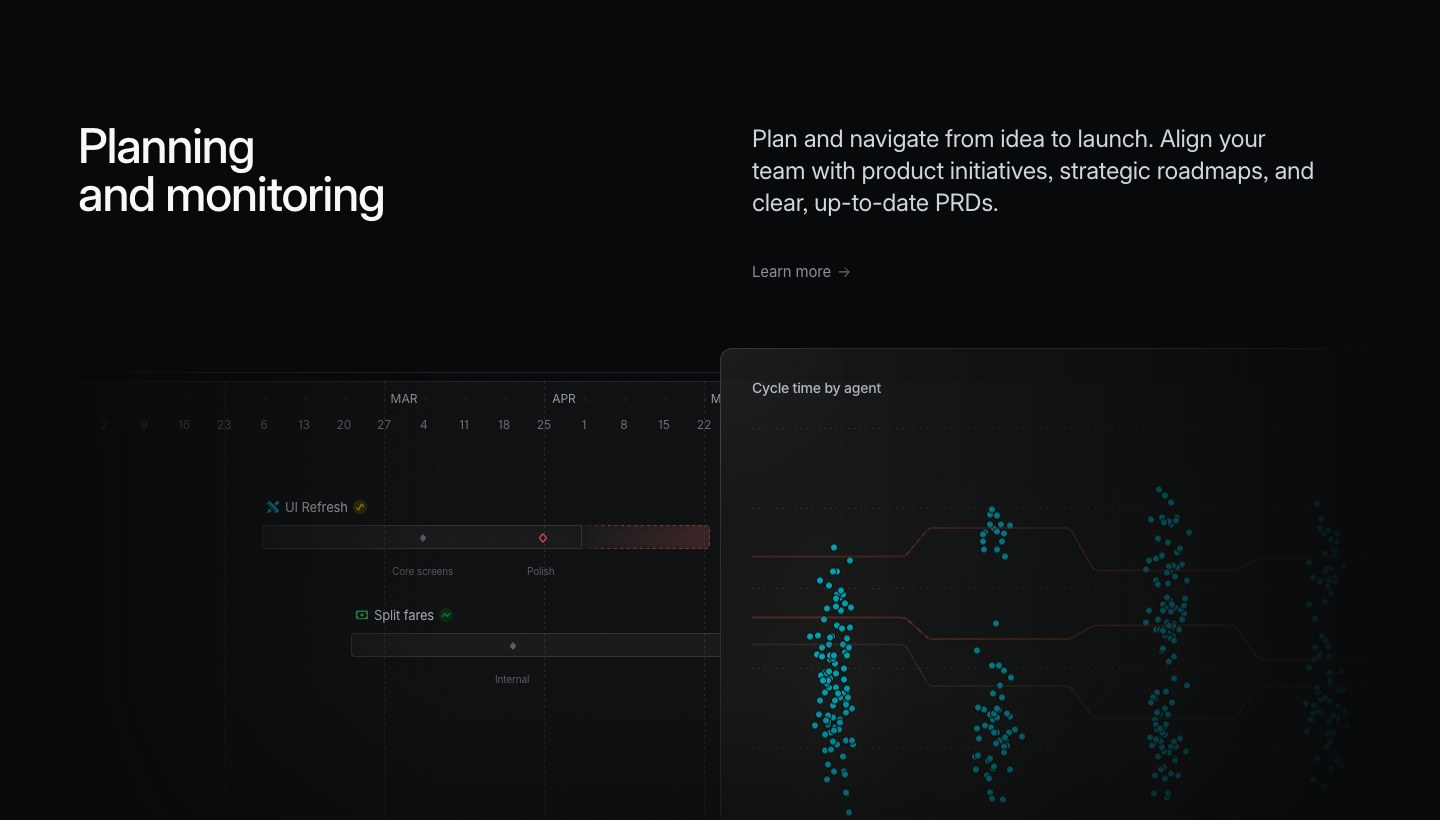 Planning
and monitoring
Plan and navigate from idea to launch. Align your
team with product initiatives, strategic roadmaps, and
clear, up-to-date PRDs.
Learn more →
MAR APR M
2 9 16 23 6 13 20 27 4 11 18 25 1 8 15 22
UI Refresh
Core screens Polish
Split fares
Internal
Cycle time by agent